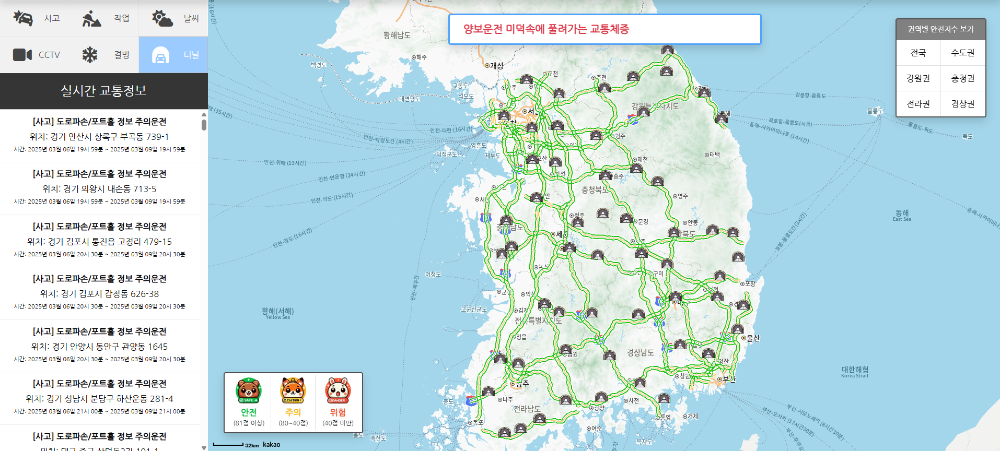 사고
작업
날씨
CCTV
결빙
터널
실시간 교통정보
[사고] 도로파손/포트홀 정보 주의운전
위치: 경기 안산시 상록구 부곡동 739-1
시간: 2025년 03월 06일 19시 59분 ~ 2025년 03월 09일 19시 59분
[사고] 도로파손/포트홀 정보 주의운전
위치: 경기 의왕시 내손동 713-5
시간: 2025년 03월 06일 19시 59분 ~ 2025년 03월 09일 19시 59분
[사고] 도로파손/포트홀 정보 주의운전
위치: 경기 김포시 통진읍 고정리 479-15
시간: 2025년 03월 06일 20시 30분 ~ 2025년 03월 09일 20시 30분
[사고] 도로파손/포트홀 정보 주의운전
위치: 경기 김포시 감정동 626-38
시간: 2025년 03월 06일 20시 30분 ~ 2025년 03월 09일 20시 30분
[사고] 도로파손/포트홀 정보 주의운전
위치: 경기 안양시 동안구 관양동 1645
시간: 2025년 03월 06일 20시 30분 ~ 2025년 03월 09일 20시 30분
[사고] 도로파손/포트홀 정보 주의운전
위치: 경기 성남시 분당구 하산운동 281-4
시간: 2025년 03월 06일 21시 00분 ~ 2025년 03월 09일 21시 00분
[사고] 도로파손/포트홀 정보 주의운전
양보운전 미덕속에 풀려가는 교통체증
권역별 안전지수 보기
전국
수도권
강원권
충청권
전라권
경상권
황해남도
해주
개성
백령도
교동도
석모도
대연평도
포천
춘천
강릉항-울릉도
울릉도
묵호항-울릉도(사동)
동해-사카이미나토 (14시간)
울릉도-독도
독도
인천-대련 (16시간)
인천-백령도간 (4시간)
영흥도
덕적군도
제부도
인천-위해 (13시간)
인천-연운항 (24시간)
인천-석도 (15시간)
인천-청도 (16시간)
인천-제주간
원주
태백
제천
충주
충청북도
영주
청주
문경
안동
동해
East Sea
포항-울릉도간(3시간)
어청도
고군산군도
황해(서해)
Yellow Sea
포항
정읍
경상남도
울산
양산
부산
대한해협
Korea Strait
나주
전라남도
증도
목포
흑산도
사천
광양
여수
통영
거제
욕지도
부산-시모노세키 (8시간30분)
부산-오사카 (17시간30분)
SAFE
안전
(81점 이상)
CAUTION !
주의
(80~40점)
DANGER
위험
(40점 미만)
32km
kakao